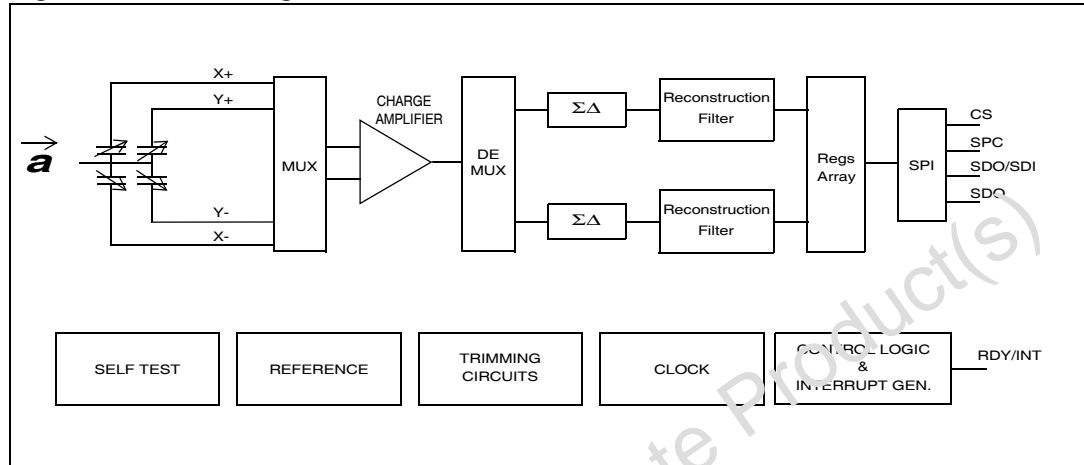 X+
Y+
CHARGE
AMPLIFIER
a
MUX
DE
MUX
ΣΔ
Reconstruction
Filter
Regs
Array
SPI
CS
SPC
SDO/SDI
SDO
ΣΔ
Reconstruction
Filter
Y-
X-
SELF TEST
REFERENCE
TRIMMING
CIRCUITS
CLOCK
CONTROL LOGIC
&
INTERRUPT GEN.
RDY/INT
Product(s)